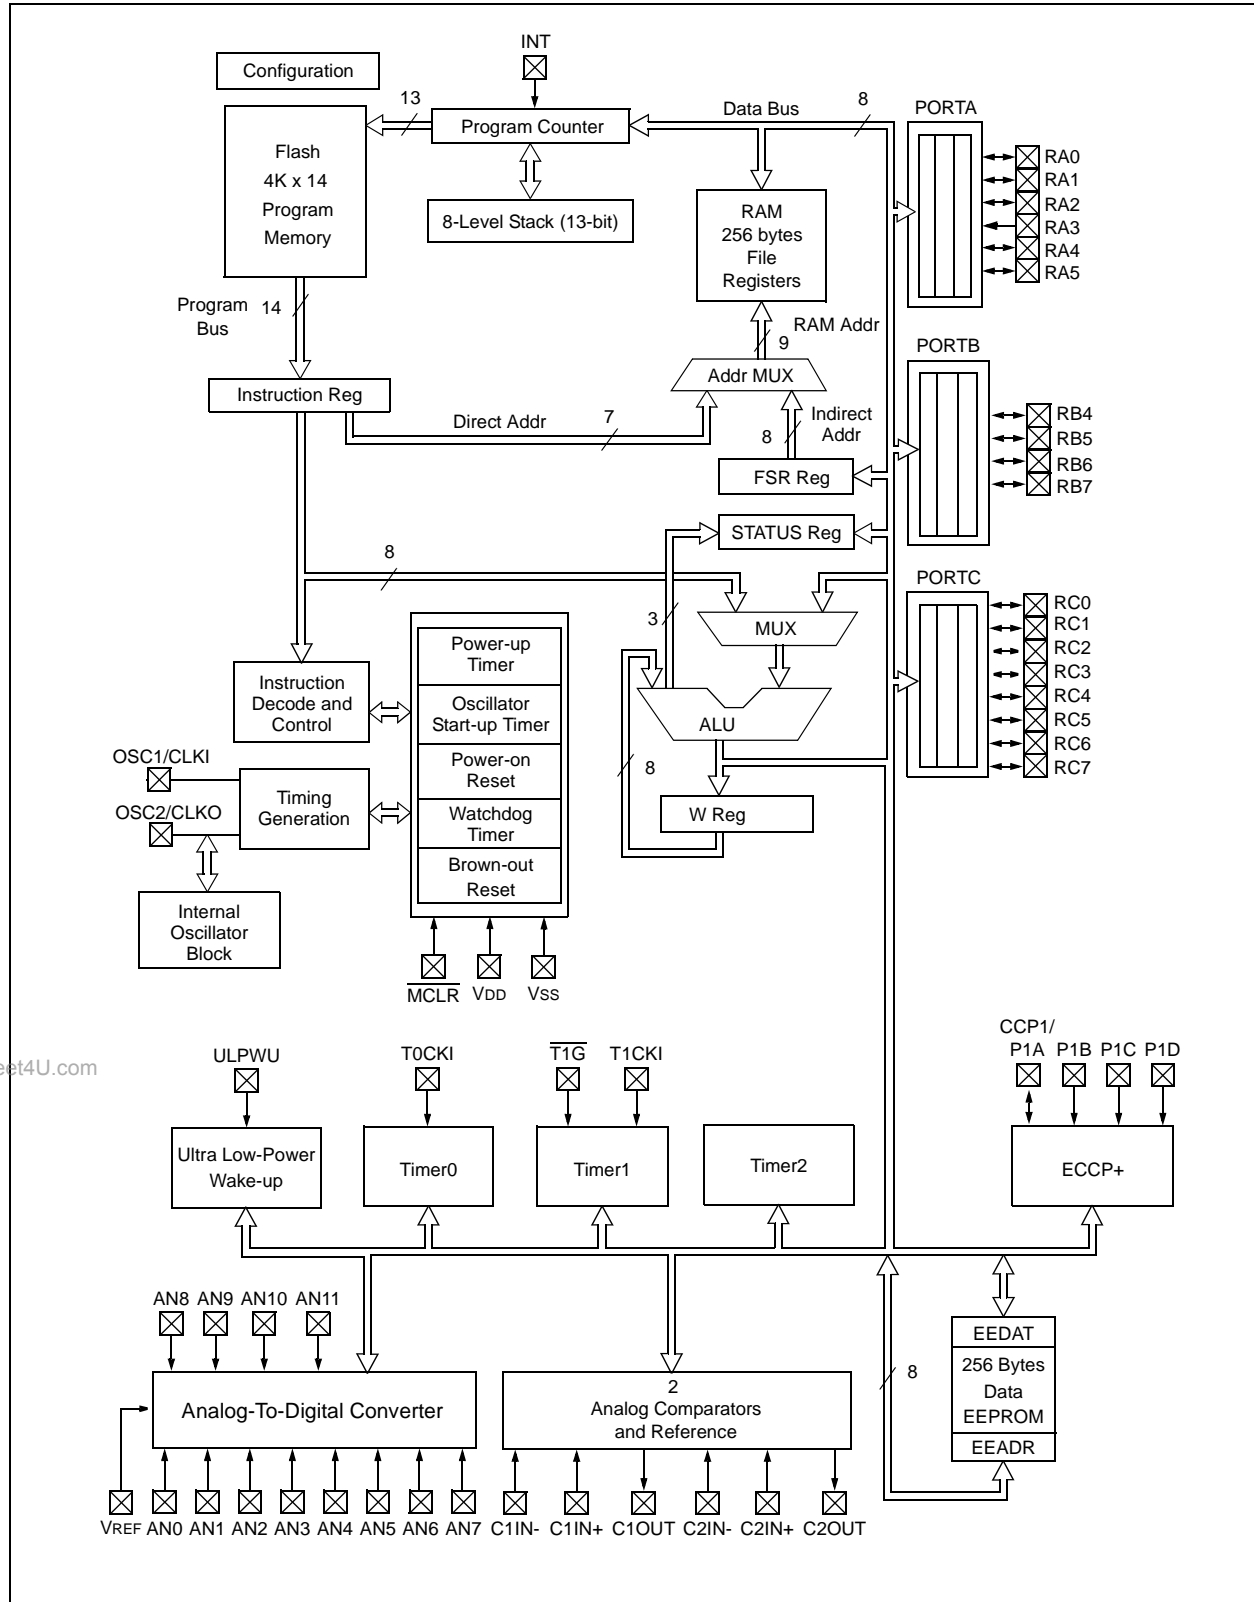 INT
Configuration
13
Program Counter
Data Bus
8
PORTA
Flash
4K x 14
Program
Memory
8-Level Stack (13-bit)
RAM
256 bytes
File
Registers
RA0
RA1
RA2
RA3
RA4
RA5
Program
Bus
14
RAM Addr
9
PORTB
Addr MUX
Instruction Reg
Direct Addr
7
Indirect
Addr
8
FSR Reg
RB4
RB5
RB6
RB7
STATUS Reg
8
PORTC
3
MUX
RC0
RC1
RC2
RC3
RC4
RC5
RC6
RC7
Power-up
Timer
Oscillator
Start-up Timer
Power-on
Reset
Watchdog
Timer
Brown-out
Reset
Instruction
Decode and
Control
ALU
8
W Reg
OSC1/CLKI
OSC2/CLKO
Timing
Generation
Internal
Oscillator
Block
MCLR
VDD
VSS
eet4U.com
ULPWU
T0CKI
T1G
T1CKI
CCP1/
P1A
P1B
P1C
P1D
Ultra Low-Power
Wake-up
Timer0
Timer1
Timer2
ECCP+
AN8
AN9
AN10
AN11
Analog-To-Digital Converter
2
Analog Comparators
and Reference
8
EEDAT
256 Bytes
Data
EEPROM
EEADR
VREF
AN0
AN1
AN2
AN3
AN4
AN5
AN6
AN7
C1IN-
C1IN+
C1OUT
C2IN-
C2IN+
C2OUT